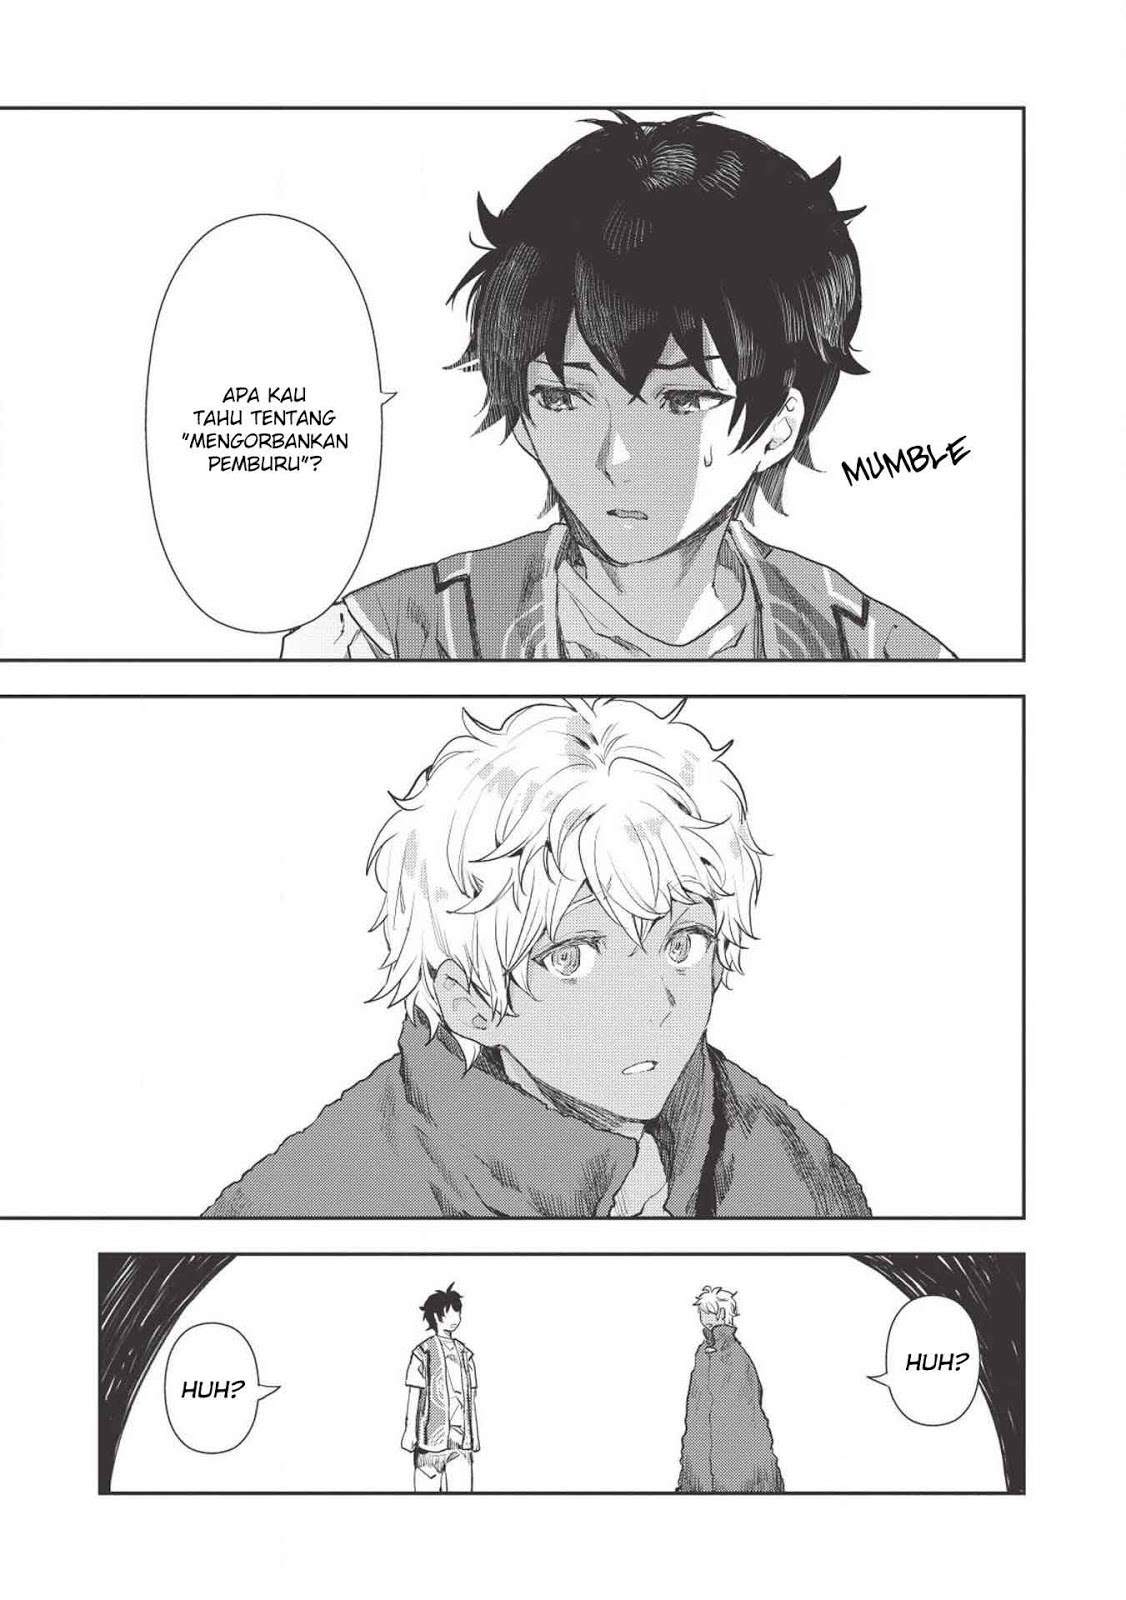 APA KAU
TAHU TENTANG
"MENGORBANKAN
PEMBURU"?
MUMBLE
HUH?
HUH?